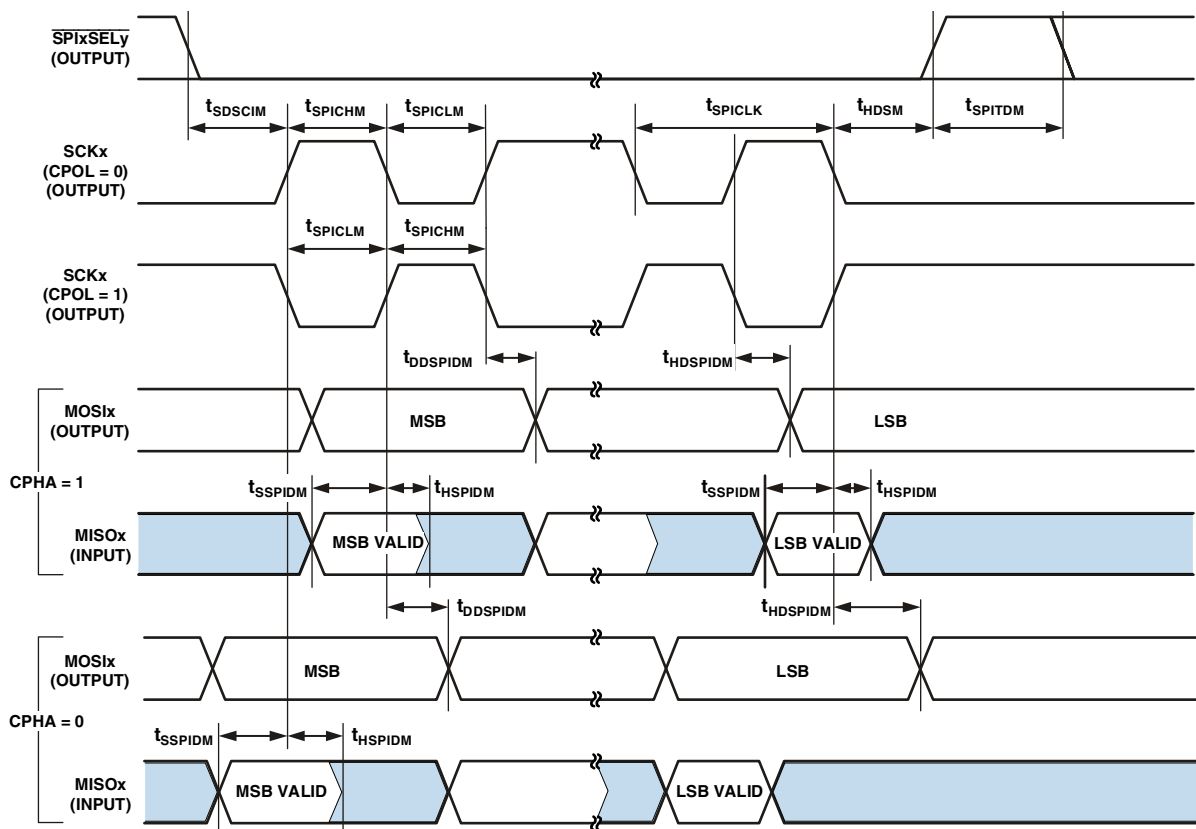 SPIxSELy
(OUTPUT)
tSDSCIM
tSPICHM
tSPICLM
tSPICLK
tHDSM
tSPITDM
SCKx
(CPOL = 0)
(OUTPUT)
tSPICLM
tSPICHM
SCKx
(CPOL = 1)
(OUTPUT)
tDDSPIDM
tHDSPIDM
MOSIx
(OUTPUT)
MSB
LSB
CPHA = 1
tSSPIDM
tHSPIDM
tSSPIDM
tHSPIDM
MISOx
(INPUT)
MSB VALID
LSB VALID
tDDSPIDM
tHDSPIDM
MOSIx
(OUTPUT)
MSB
LSB
CPHA = 0
tSSPIDM
tHSPIDM
MISOx
(INPUT)
MSB VALID
LSB VALID